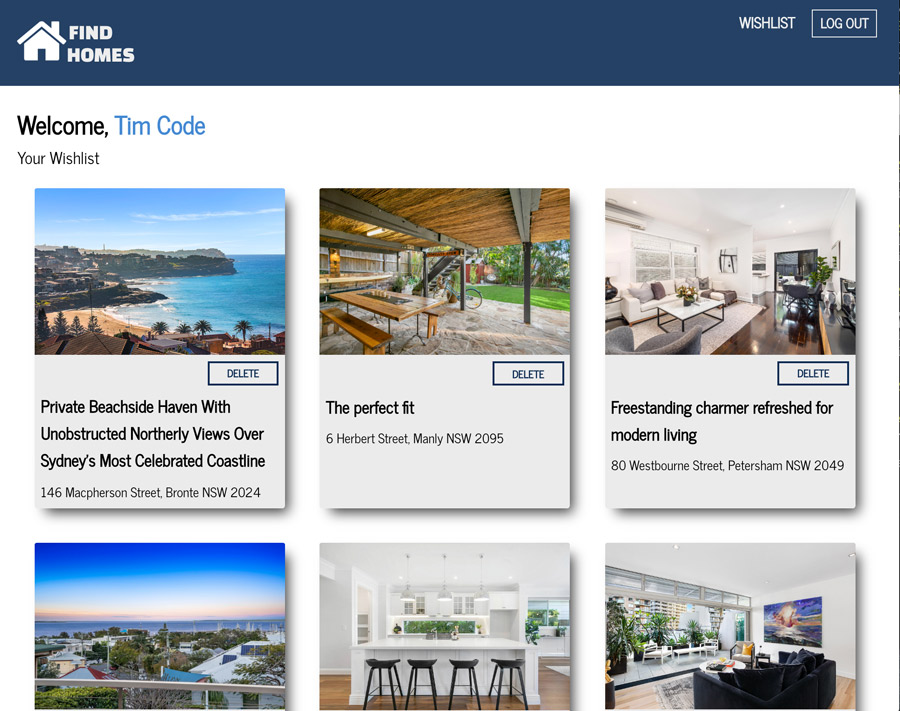 FIND
HOMES
WISHLIST
LOG OUT
Welcome, Tim Code
Your Wishlist
DELETE
Private Beachside Haven With
Unobstructed Northerly Views Over
Sydney's Most Celebrated Coastline
146 Macpherson Street, Bronte NSW 2024
DELETE
The perfect fit
6 Herbert Street, Manly NSW 2095
DELETE
Freestanding charmer refreshed for
modern living
80 Westbourne Street, Petersham NSW 2049